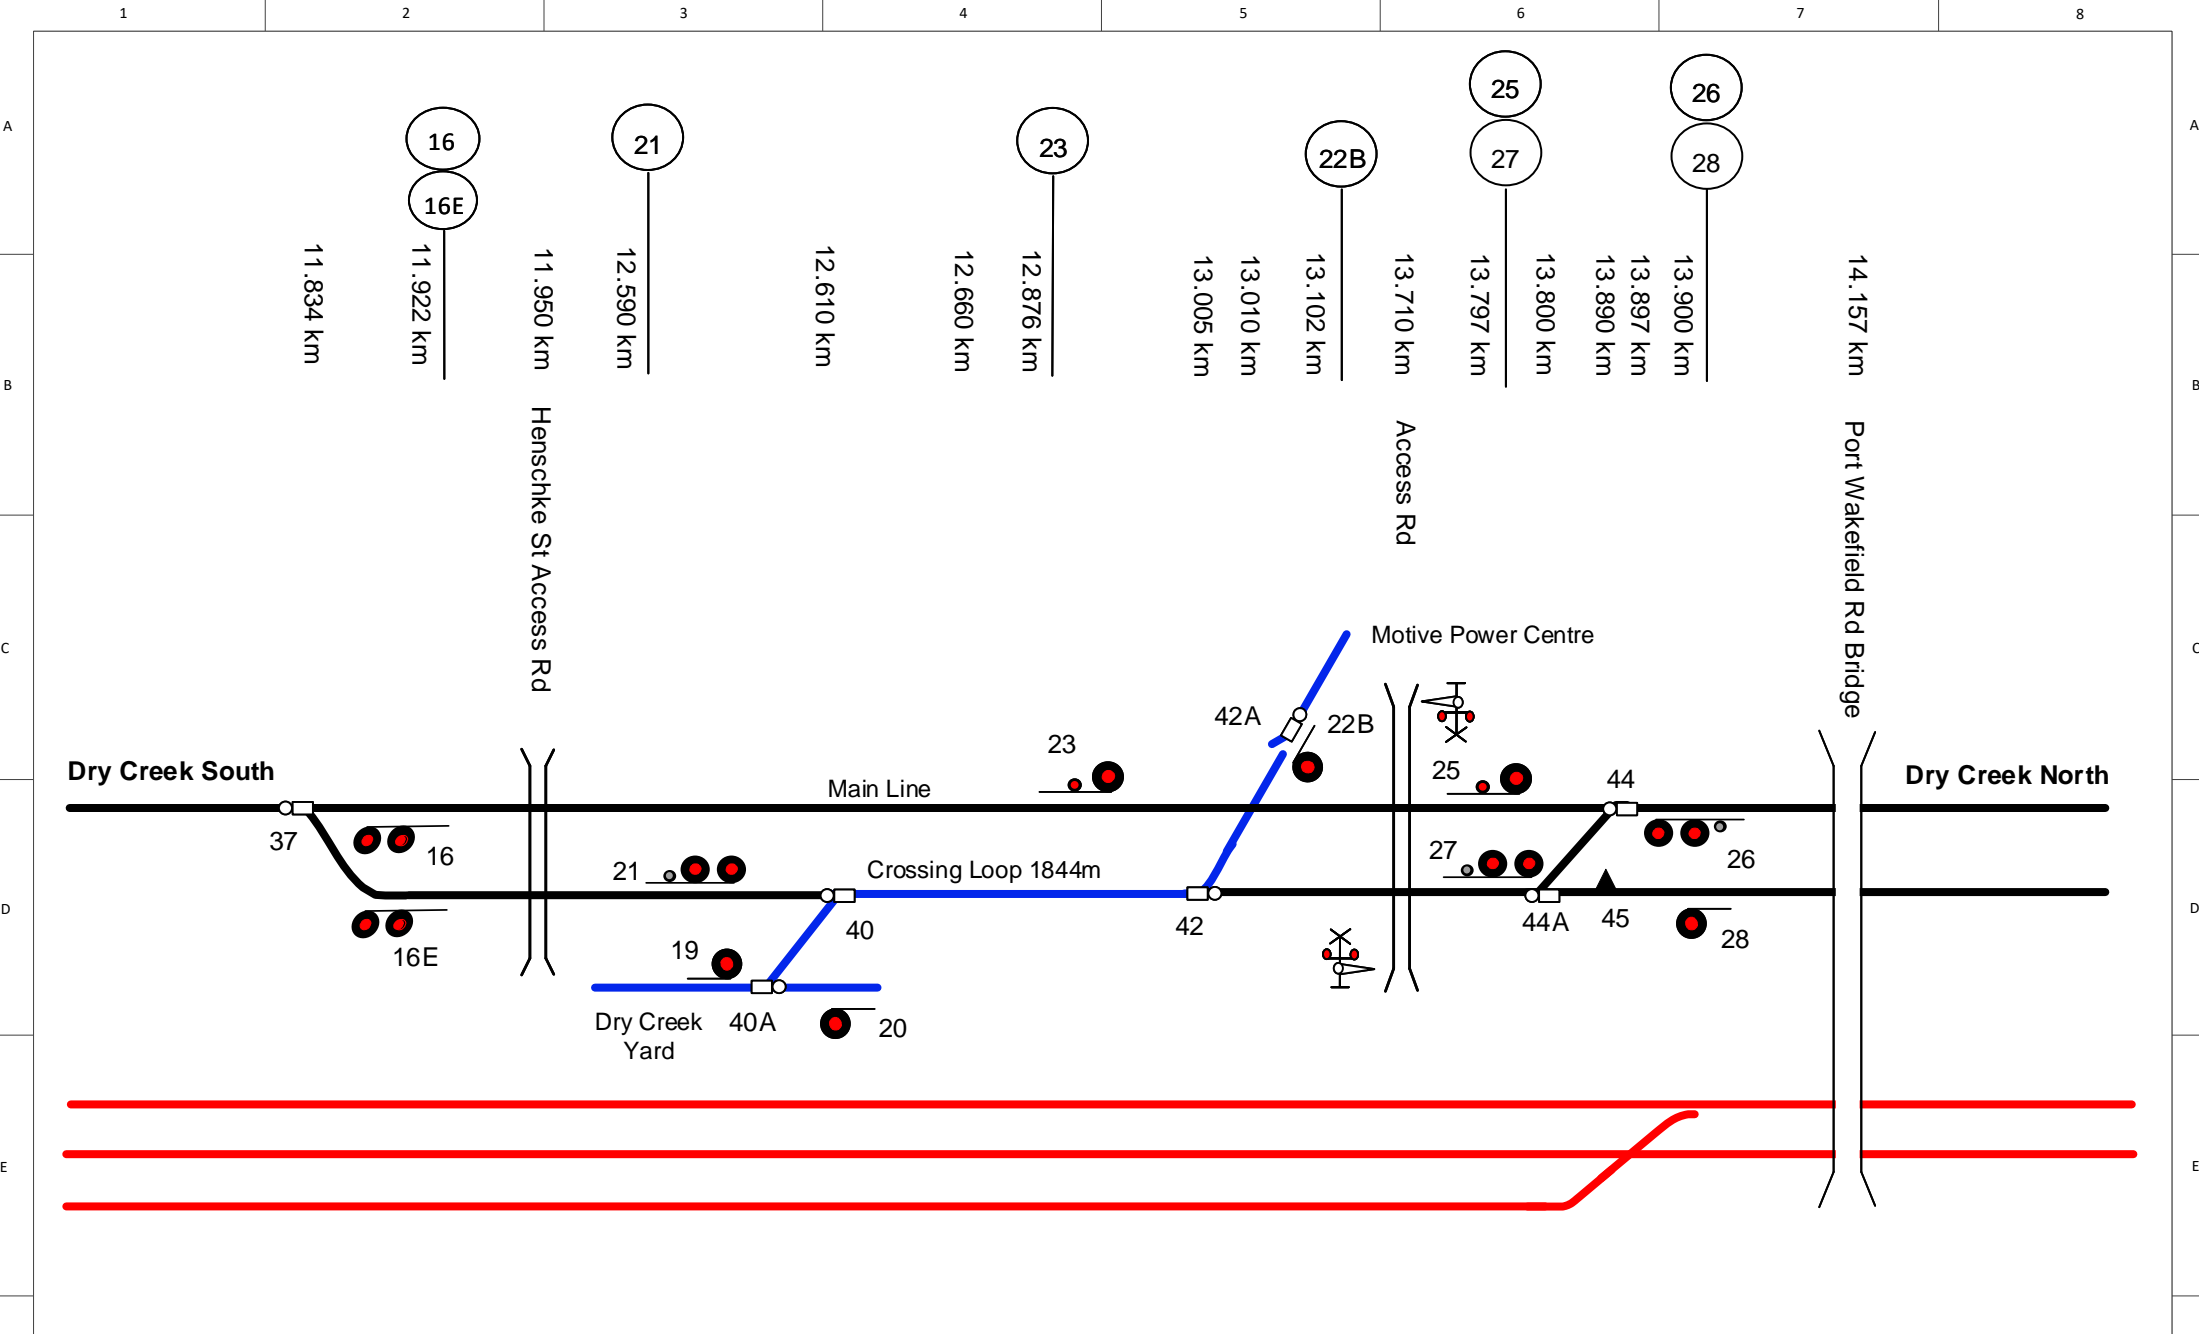 1 2 3 4 5 6 7 8
A A
16 21 23 22B 25 26
16E 27 28
11.834 km
11.922 km
11.950 km
12.590 km
12.610 km
12.660 km
12.876 km
13.005 km
13.010 km
13.102 km
13.710 km
13.797 km
13.800 km
13.890 km
13.897 km
13.900 km
14.157 km
B B
Henschke St Access Rd
Access Rd
Port Wakefield Rd Bridge
C C
Motive Power Centre
42A 22B
23
Dry Creek South
Main Line
25 44
Dry Creek North
37 16
21
Crossing Loop 1844m
27 26
D D
16E
19 40
42
44A 45 28
Dry Creek 40A 20
Yard
E E